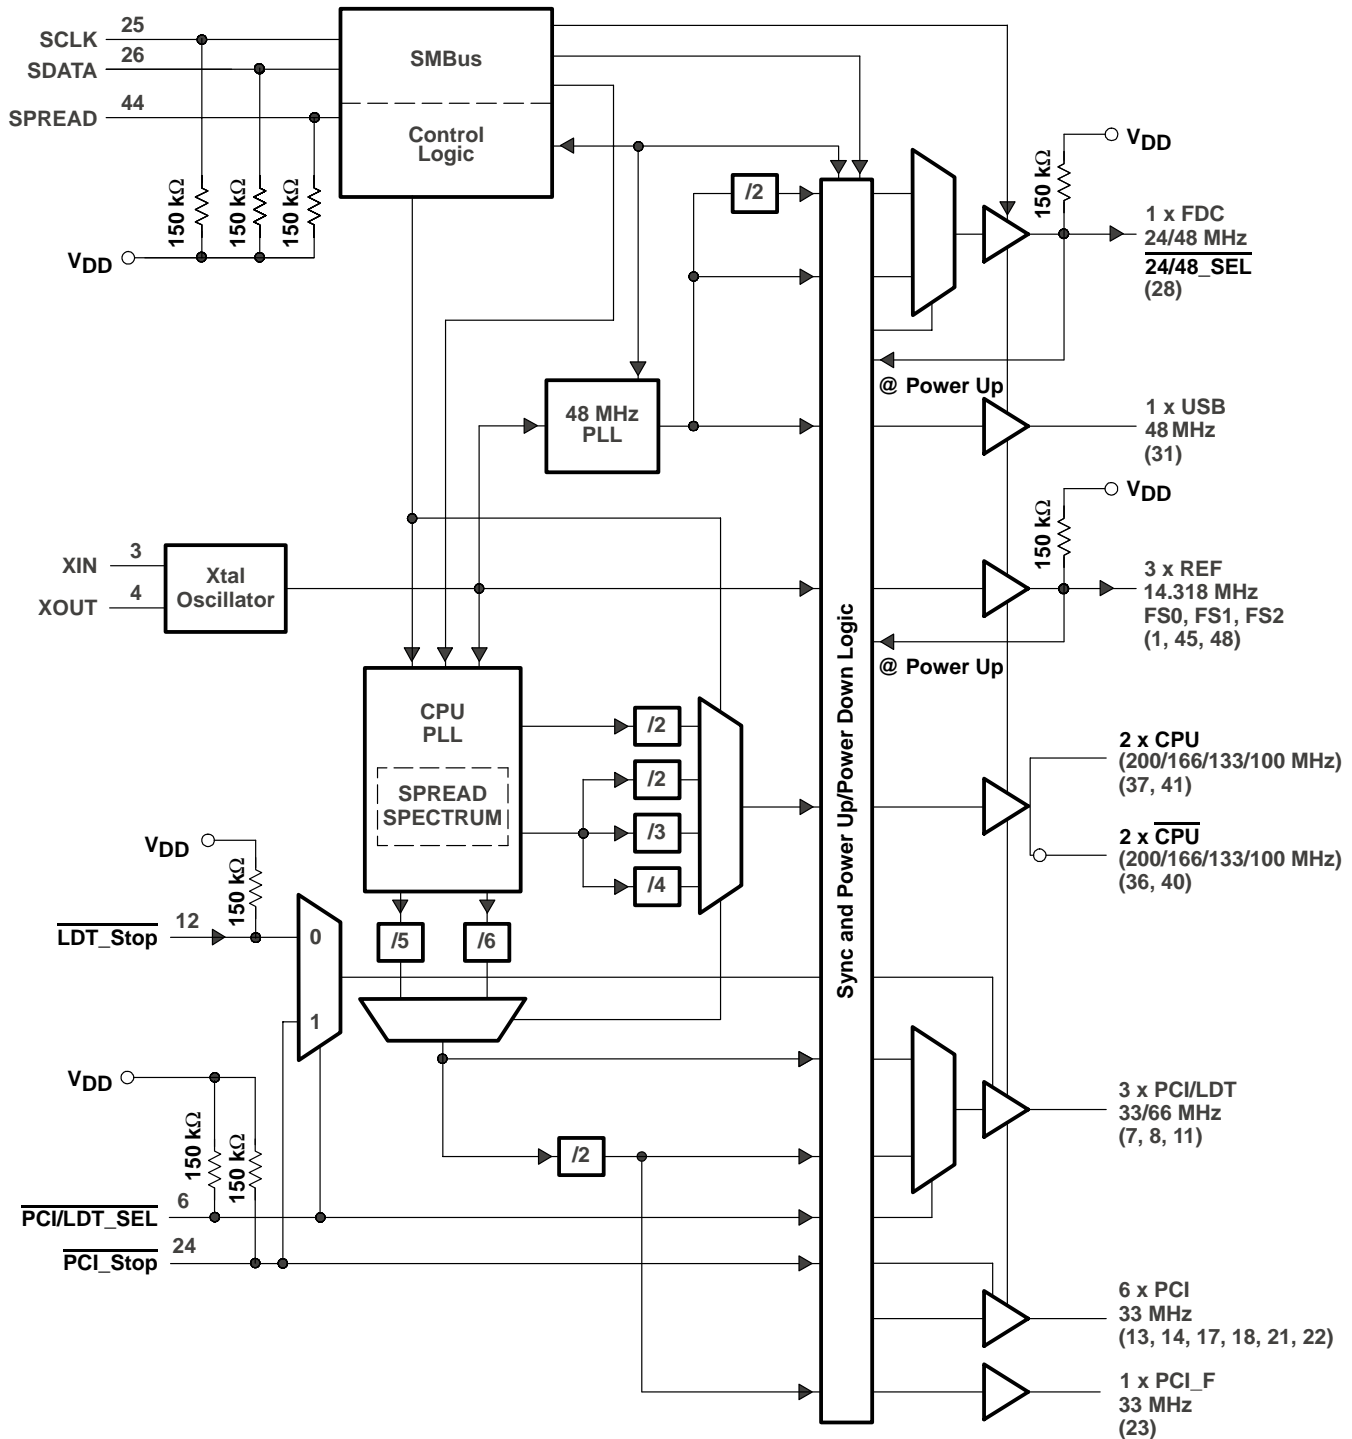 SCLK 25
SDATA 26
SPREAD 44
SMBus
Control
Logic
150 kΩ
150 kΩ
150 kΩ
VDD
/2
150 kΩ
VDD
1 x FDC
24/48 MHz
24/48_SEL
(28)
@ Power Up
48 MHz
PLL
1 x USB
48 MHz
(31)
VDD
150 kΩ
XIN 3
XOUT 4
Xtal
Oscillator
3 x REF
14.318 MHz
FS0, FS1, FS2
(1, 45, 48)
@ Power Up
Sync and Power Up/Power Down Logic
CPU
PLL
SPREAD
SPECTRUM
/2
/2
/3
/4
2 x CPU
(200/166/133/100 MHz)
(37, 41)
2 x CPU
(200/166/133/100 MHz)
(36, 40)
VDD
150 kΩ
LDT_Stop 12
0
1
/5
/6
VDD
150 kΩ
150 kΩ
/2
3 x PCI/LDT
33/66 MHz
(7, 8, 11)
PCI/LDT_SEL 6
PCI_Stop 24
6 x PCI
33 MHz
(13, 14, 17, 18, 21, 22)
1 x PCI_F
33 MHz
(23)